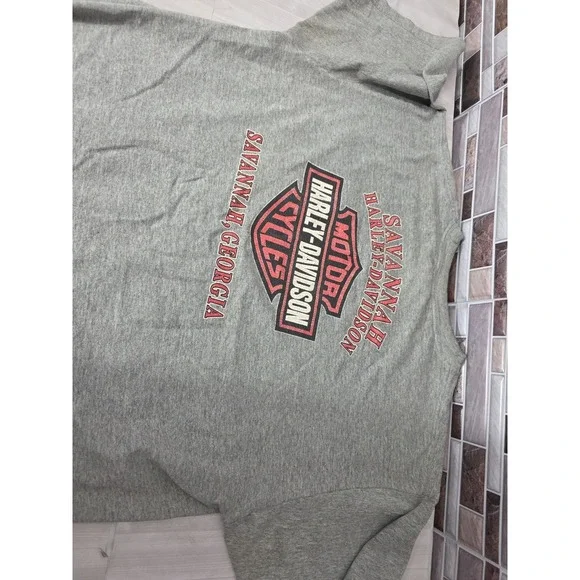 SAVANNAH
HARLEY-DAVIDSON
MOTOR
HARLEY-DAVIDSON
CYCLES
SAVANNAH, GEORGIA